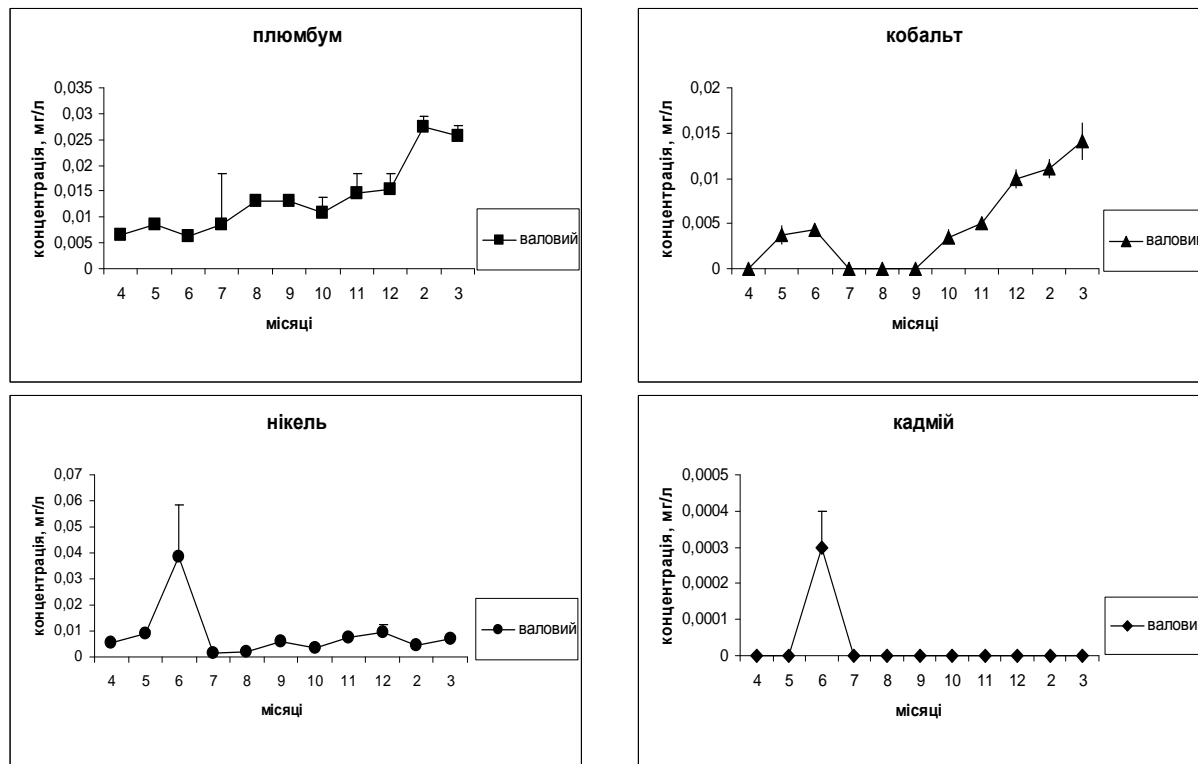 плюмбум
концентрація, мг/л
0,035
0,03
0,025
0,02
0,015
0,01
0,005
0
4 5 6 7 8 9 10 11 12 2 3
місяці
валовий
кобальт
концентрація, мг/л
0,02
0,015
0,01
0,005
0
4 5 6 7 8 9 10 11 12 2 3
місяці
валовий
нікель
концентрація, мг/л
0,07
0,06
0,05
0,04
0,03
0,02
0,01
0
4 5 6 7 8 9 10 11 12 2 3
місяці
валовий
кадмій
концентрація, мг/л
0,0005
0,0004
0,0003
0,0002
0,0001
0
4 5 6 7 8 9 10 11 12 2 3
місяці
валовий